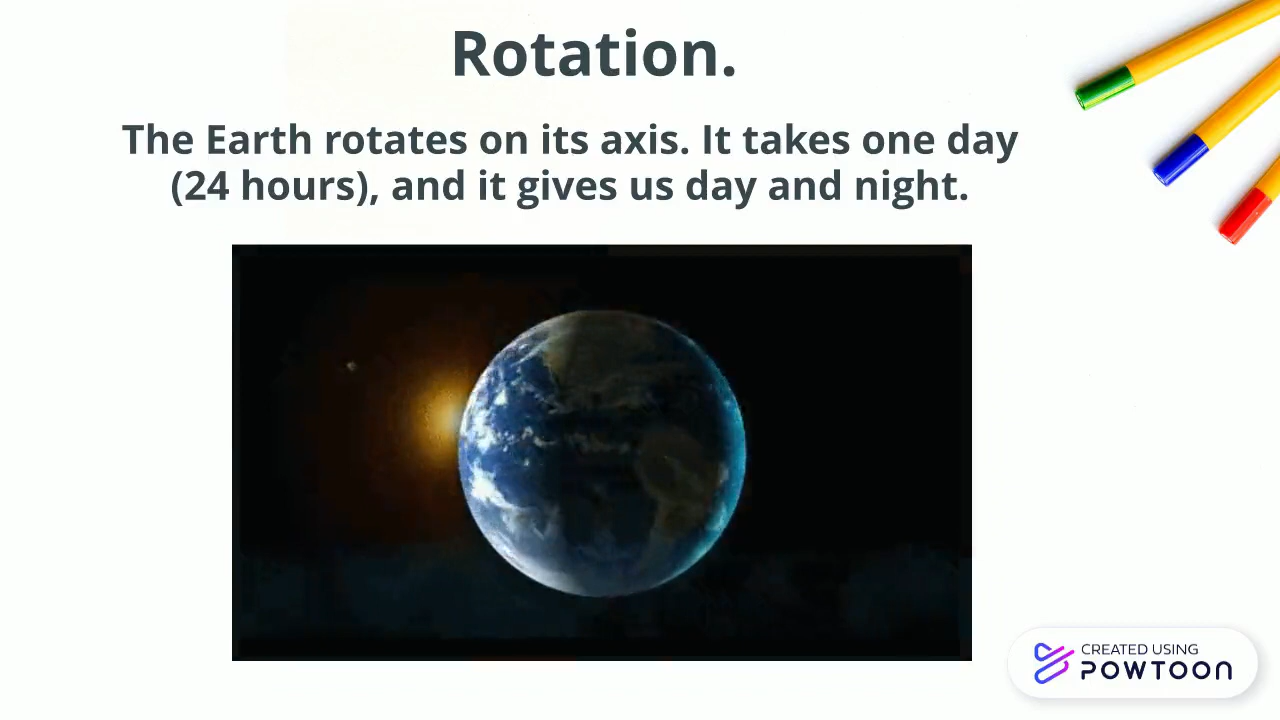 Rotation.
The Earth rotates on its axis. It takes one day
(24 hours), and it gives us day and night.
CREATED USING
POWTOON